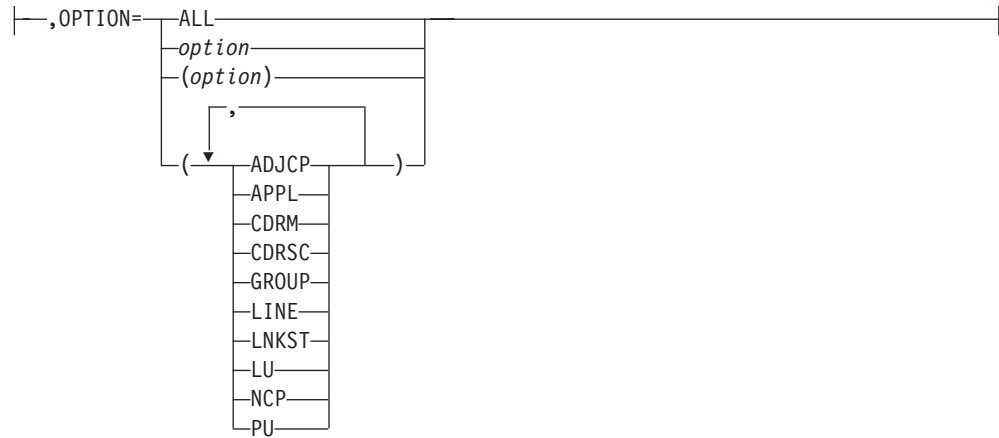 ,OPTION= ALL
option
(option)
,
( ADJCP )
APPL
CDRM
CDRSC
GROUP
LINE
LNKST
LU
NCP
PU